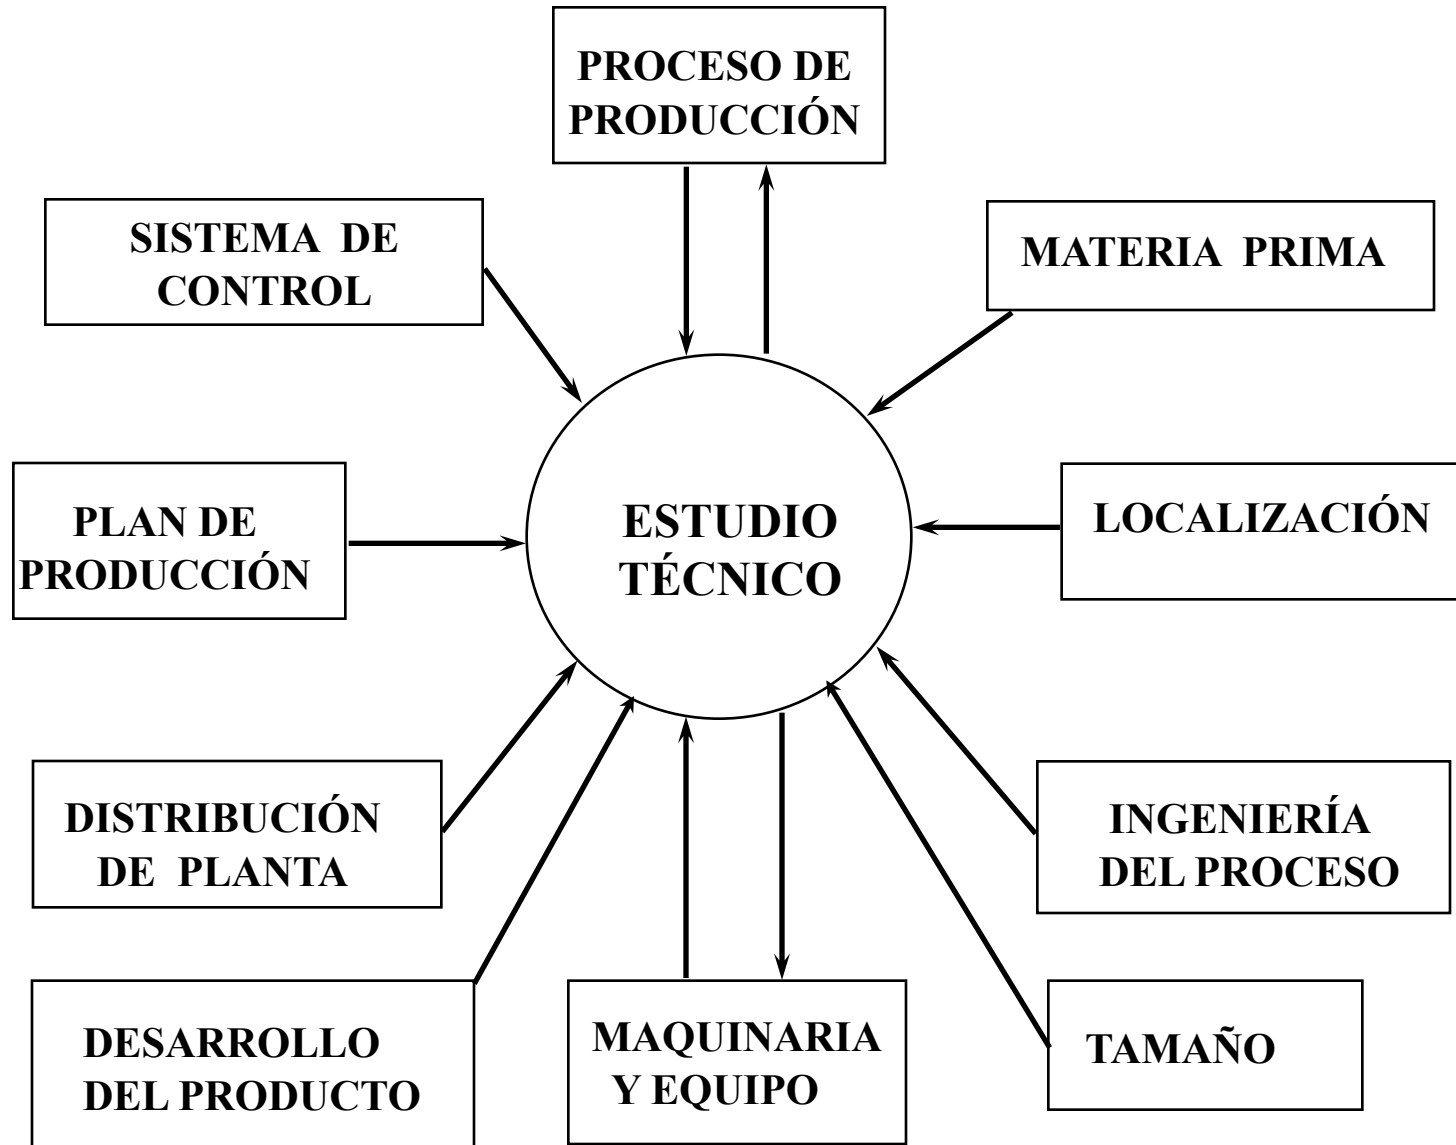 PROCESO DE
PRODUCCIÓN
SISTEMA DE
CONTROL
MATERIA PRIMA
PLAN DE
PRODUCCIÓN
ESTUDIO
TÉCNICO
LOCALIZACIÓN
DISTRIBUCIÓN
DE PLANTA
INGENIERÍA
DEL PROCESO
DESARROLLO
DEL PRODUCTO
MAQUINARIA
Y EQUIPO
TAMAÑO